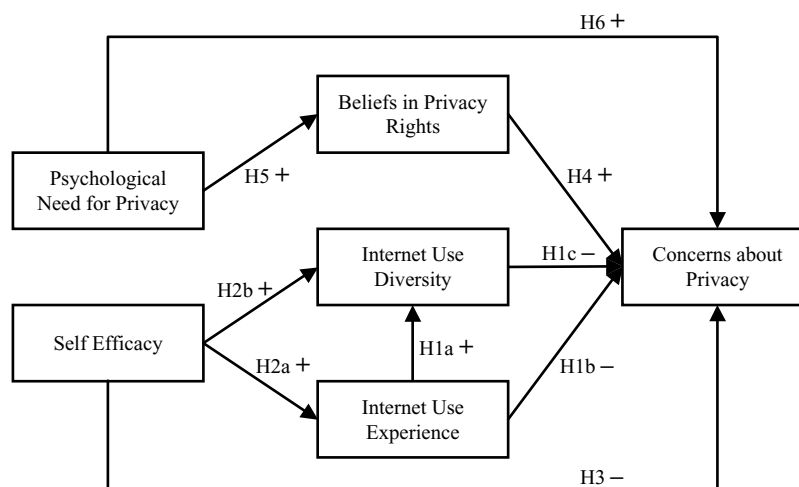 H6 +
Beliefs in Privacy
Rights
Psychological
Need for Privacy
H5 +
H4 +
Internet Use
Diversity
H1c −
Concerns about
Privacy
H2b +
Self Efficacy
H2a +
H1a +
H1b −
Internet Use
Experience
H3 −